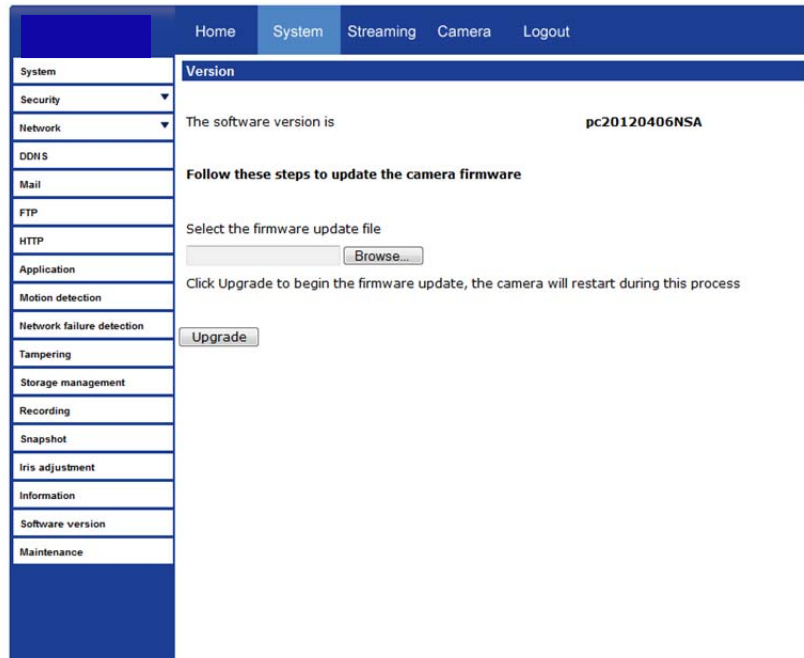 Home System Streaming Camera Logout
System
Security
Network
DDNS
Mail
FTP
HTTP
Application
Motion detection
Network failure detection
Tampering
Storage management
Recording
Snapshot
Iris adjustment
Information
Software version
Maintenance
Version
The software version is pc20120406NSA
Follow these steps to update the camera firmware
Select the firmware update file
Browse...
Click Upgrade to begin the firmware update, the camera will restart during this process
Upgrade